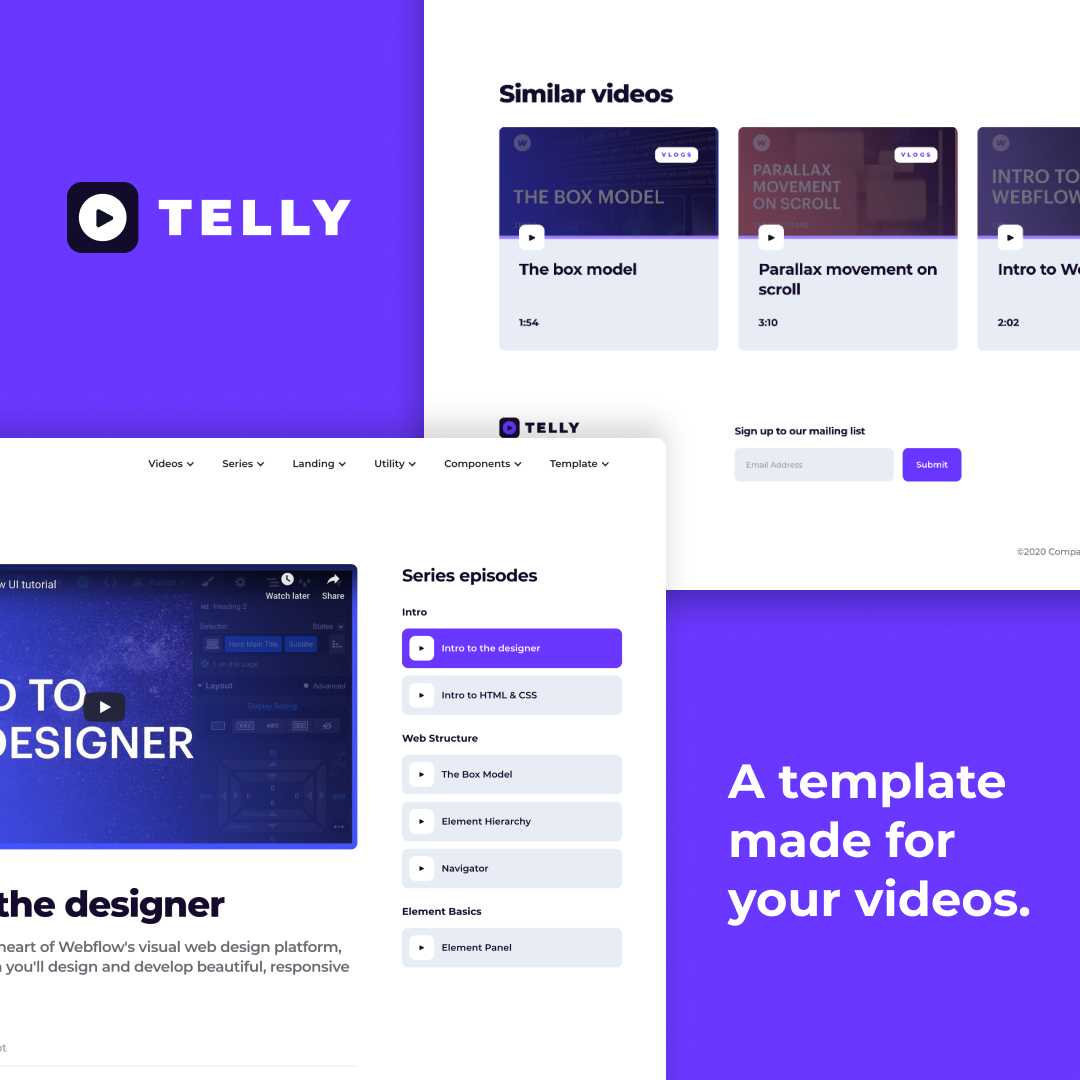 TELLY
Similar videos
W
VLOGS
THE BOX MODEL
The box model
1:54
W
VLOGS
PARALLAX
MOVEMENT
ON SCROLL
Parallax movement on
scroll
3:10
W
INTRO TO
WEBFLOW
Intro to We
2:02
TELLY
Sign up to our mailing list
Email Address
Submit
©2020 Compa
Videos
Series
Landing
Utility
Components
Template
w UI tutorial
Publish
Watch later
Share
H2 Heading 2
Selector:
States
Hero Main Title
Subtitle
1 on this page
Layout
Advanced
Display Setting
ABC
ABC
O TO
DESIGNER
the designer
heart of Webflow's visual web design platform,
you'll design and develop beautiful, responsive
Series episodes
Intro
Intro to the designer
Intro to HTML & CSS
Web Structure
The Box Model
Element Hierarchy
Navigator
Element Basics
Element Panel
A template
made for
your videos.